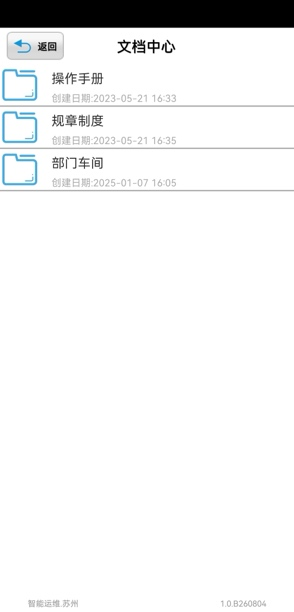 返回
文档中心
操作手册
创建日期:2023-05-21 16:33
规章制度
创建日期:2023-05-21 16:35
部门车间
创建日期:2025-01-07 16:05
智能运维.苏州
1.0.B260804